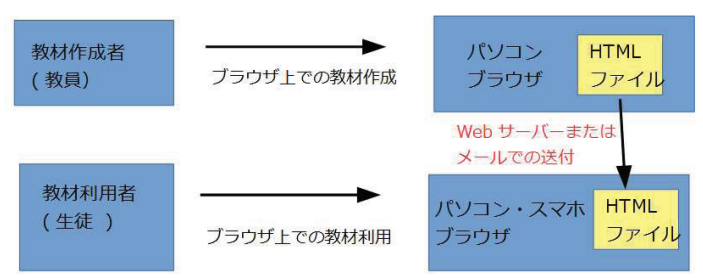 教材作成者
( 教員）
ブラウザ上での教材作成
パソコン
ブラウザ
HTML
ファイル
Web サーバーまたは
メールでの送付
教材利用者
( 生徒 ）
ブラウザ上での教材利用
パソコン・スマホ
ブラウザ
HTML
ファイル